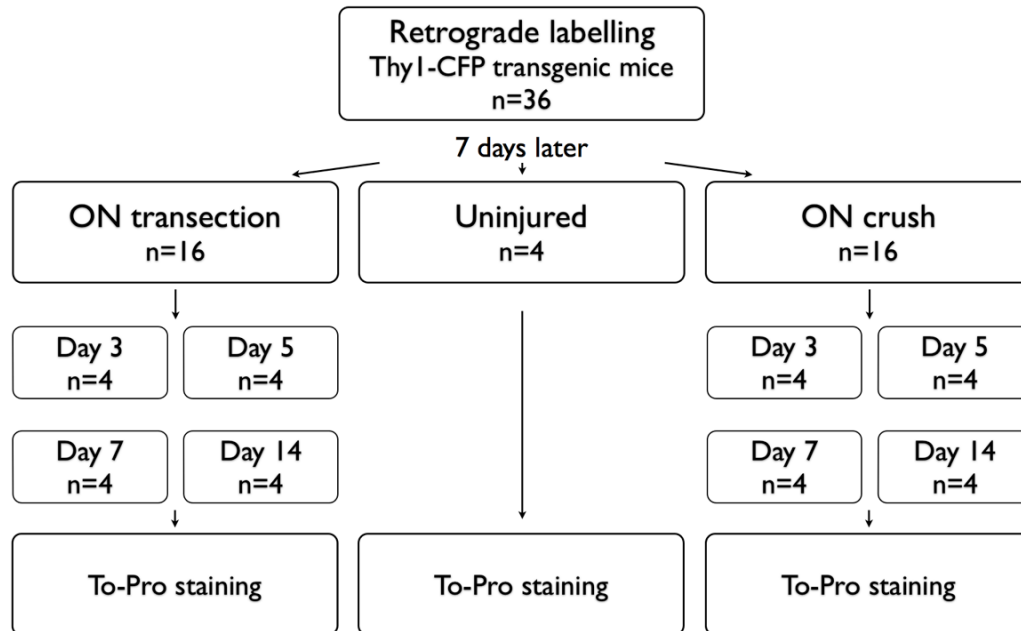 Retrograde labelling
Thy1-CFP transgenic mice
n=36
7 days later
ON transection
n=16
Uninjured
n=4
ON crush
n=16
Day 3
n=4
Day 5
n=4
Day 7
n=4
Day 14
n=4
Day 3
n=4
Day 5
n=4
Day 7
n=4
Day 14
n=4
To-Pro staining
To-Pro staining
To-Pro staining